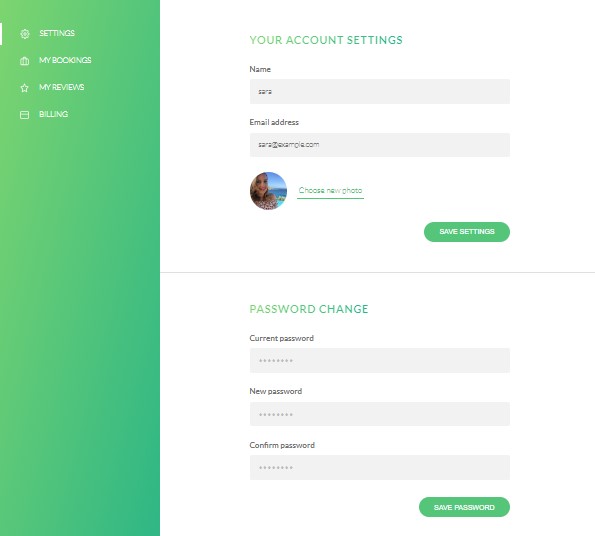 SETTINGS
MY BOOKINGS
MY REVIEWS
BILLING
YOUR ACCOUNT SETTINGS
Name
sara
Email address
sara@example.com
Choose new photo
SAVE SETTINGS
PASSWORD CHANGE
Current password
••••••••
New password
••••••••
Confirm password
••••••••
SAVE PASSWORD